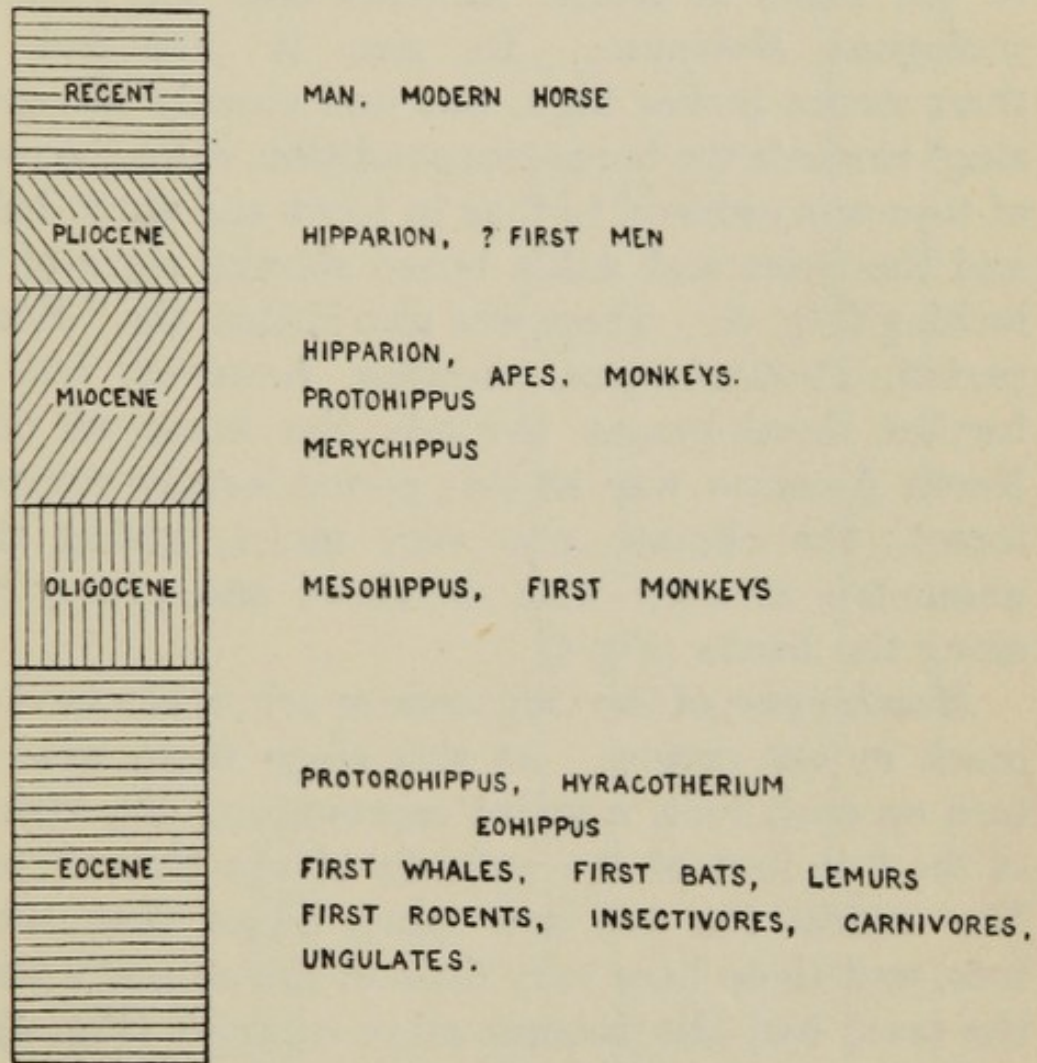 RECENT MAN. MODERN HORSE
PLIOCENE HIPPARION, ? FIRST MEN
HIPPARION,
APES. MONKEYS.
MIOCENE PROTOHIPPUS
MERYCHIPPUS
OLIGOCENE MESOHIPPUS, FIRST MONKEYS
PROTOROHIPPUS, HYRACOTHERIUM
EOHIPPUS
EOCENE FIRST WHALES. FIRST BATS, LEMURS
FIRST RODENTS, INSECTIVORES, CARNIVORES,
UNGULATES.